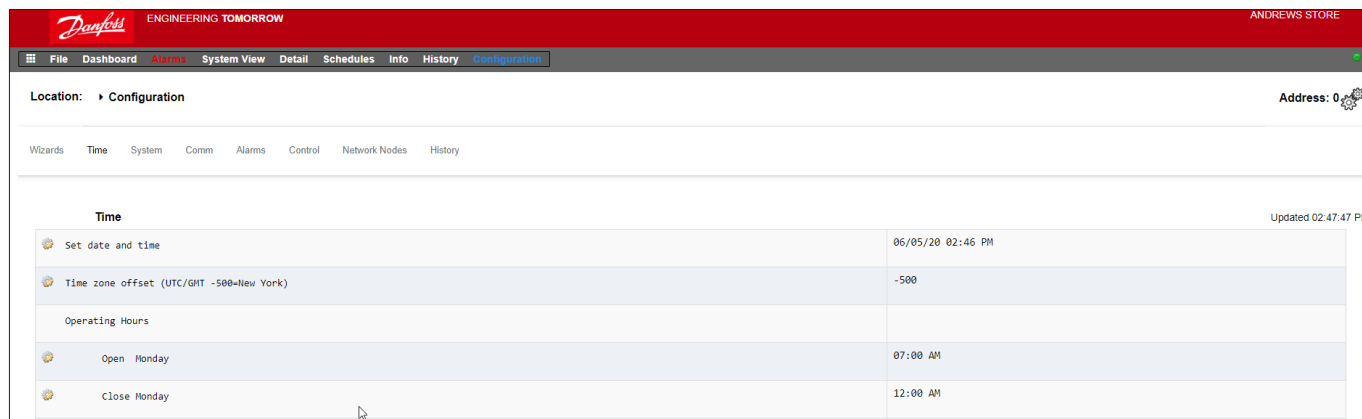 Danfoss ENGINEERING TOMORROW ANDREWS STORE
File Dashboard Alarms System View Detail Schedules Info History Configuration
Location: Configuration Address: 0
Wizards Time System Comm Alarms Control Network Nodes History
Time Updated 02:47:47 P
Set date and time 06/05/20 02:46 PM
Time zone offset (UTC/GMT -500=New York) -500
Operating Hours
Open Monday 07:00 AM
Close Monday 12:00 AM